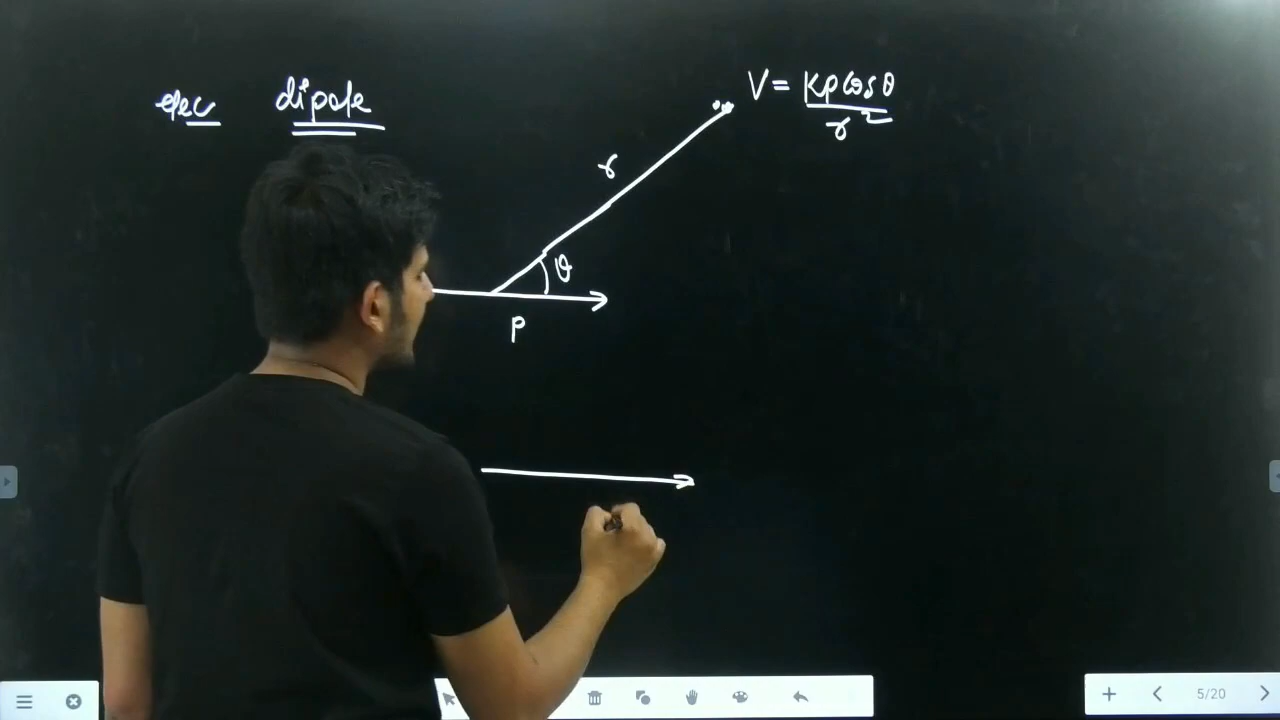 elec dipole
V = Kp cos θ / r²
r
θ
p
5/20